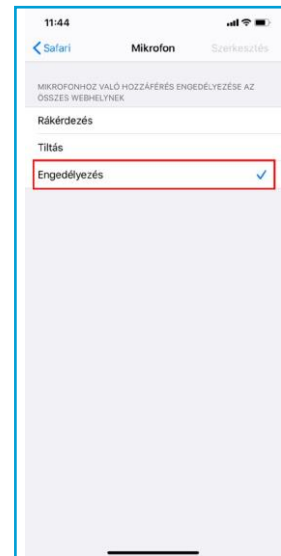 11:44
Safari Mikrofon Szerkesztés
MIKROFONHOZ VALÓ HOZZÁFÉRÉS ENGEDÉLYEZÉSE AZ
ÖSSZES WEBHELYNEK
Rákérdezés
Tiltás
Engedélyezés